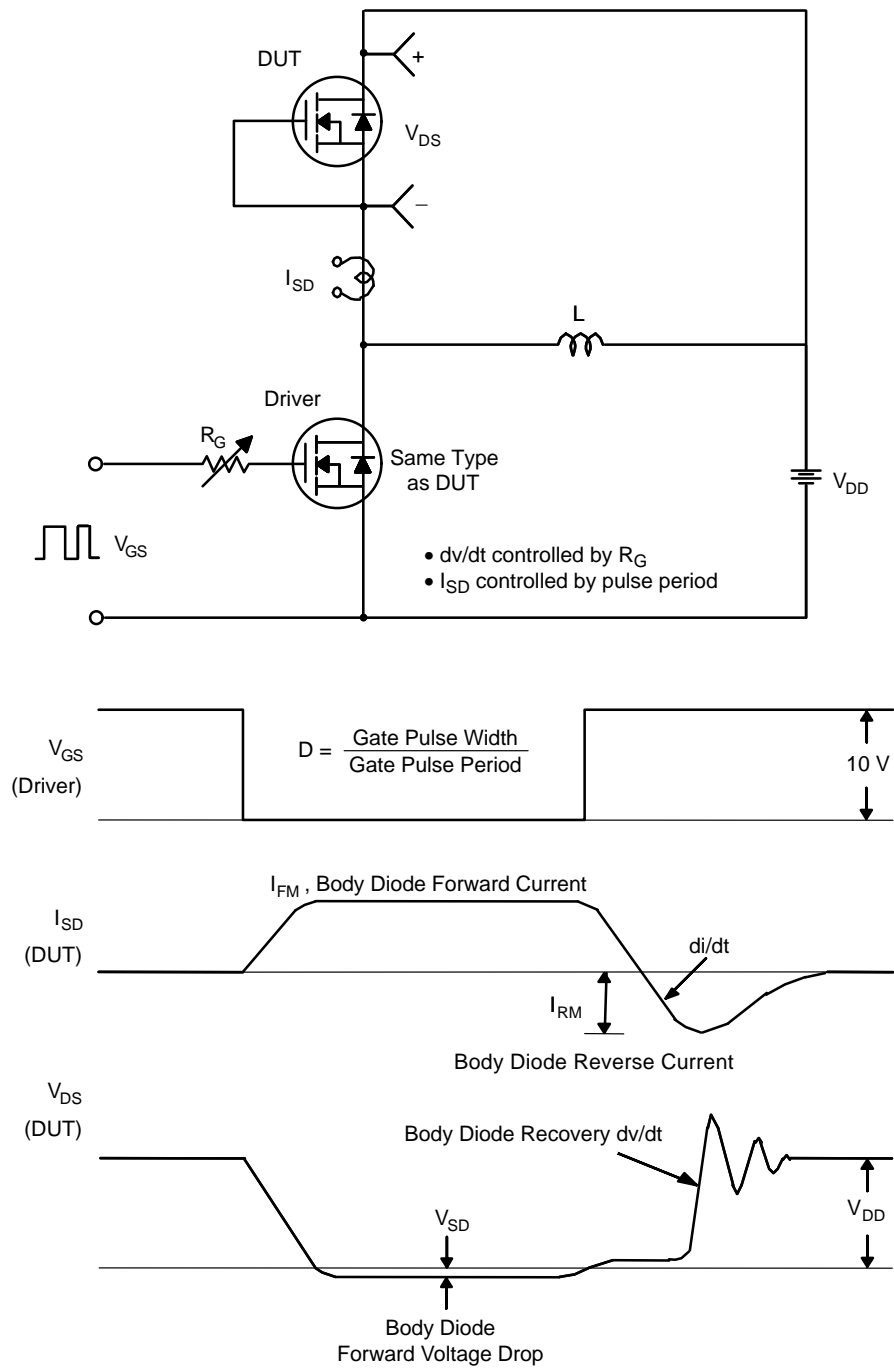 DUT
+
V_DS
−
I_SD
L
Driver
R_G
Same Type
as DUT
V_DD
V_GS
• dv/dt controlled by R_G
• I_SD controlled by pulse period
V_GS
(Driver)
D = Gate Pulse Width
Gate Pulse Period
10 V
I_FM , Body Diode Forward Current
I_SD
(DUT)
di/dt
I_RM
Body Diode Reverse Current
V_DS
(DUT)
Body Diode Recovery dv/dt
V_SD
V_DD
Body Diode
Forward Voltage Drop